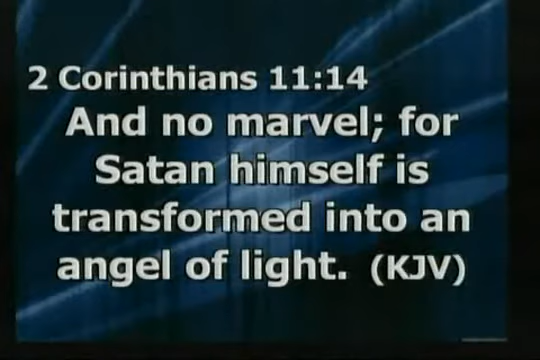 2 Corinthians 11:14
And no marvel; for
Satan himself is
transformed into an
angel of light. (KJV)